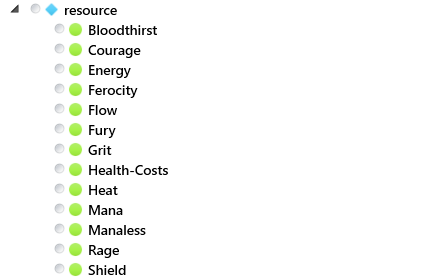 resource
Bloodthirst
Courage
Energy
Ferocity
Flow
Fury
Grit
Health-Costs
Heat
Mana
Manaless
Rage
Shield